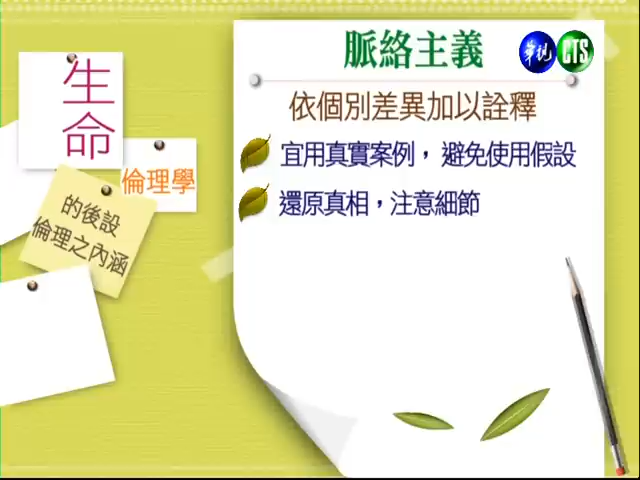 生命
倫理學
的後設
倫理之內涵
脈絡主義
華視 CTS
依個別差異加以詮釋
宜用真實案例，避免使用假設
還原真相，注意細節